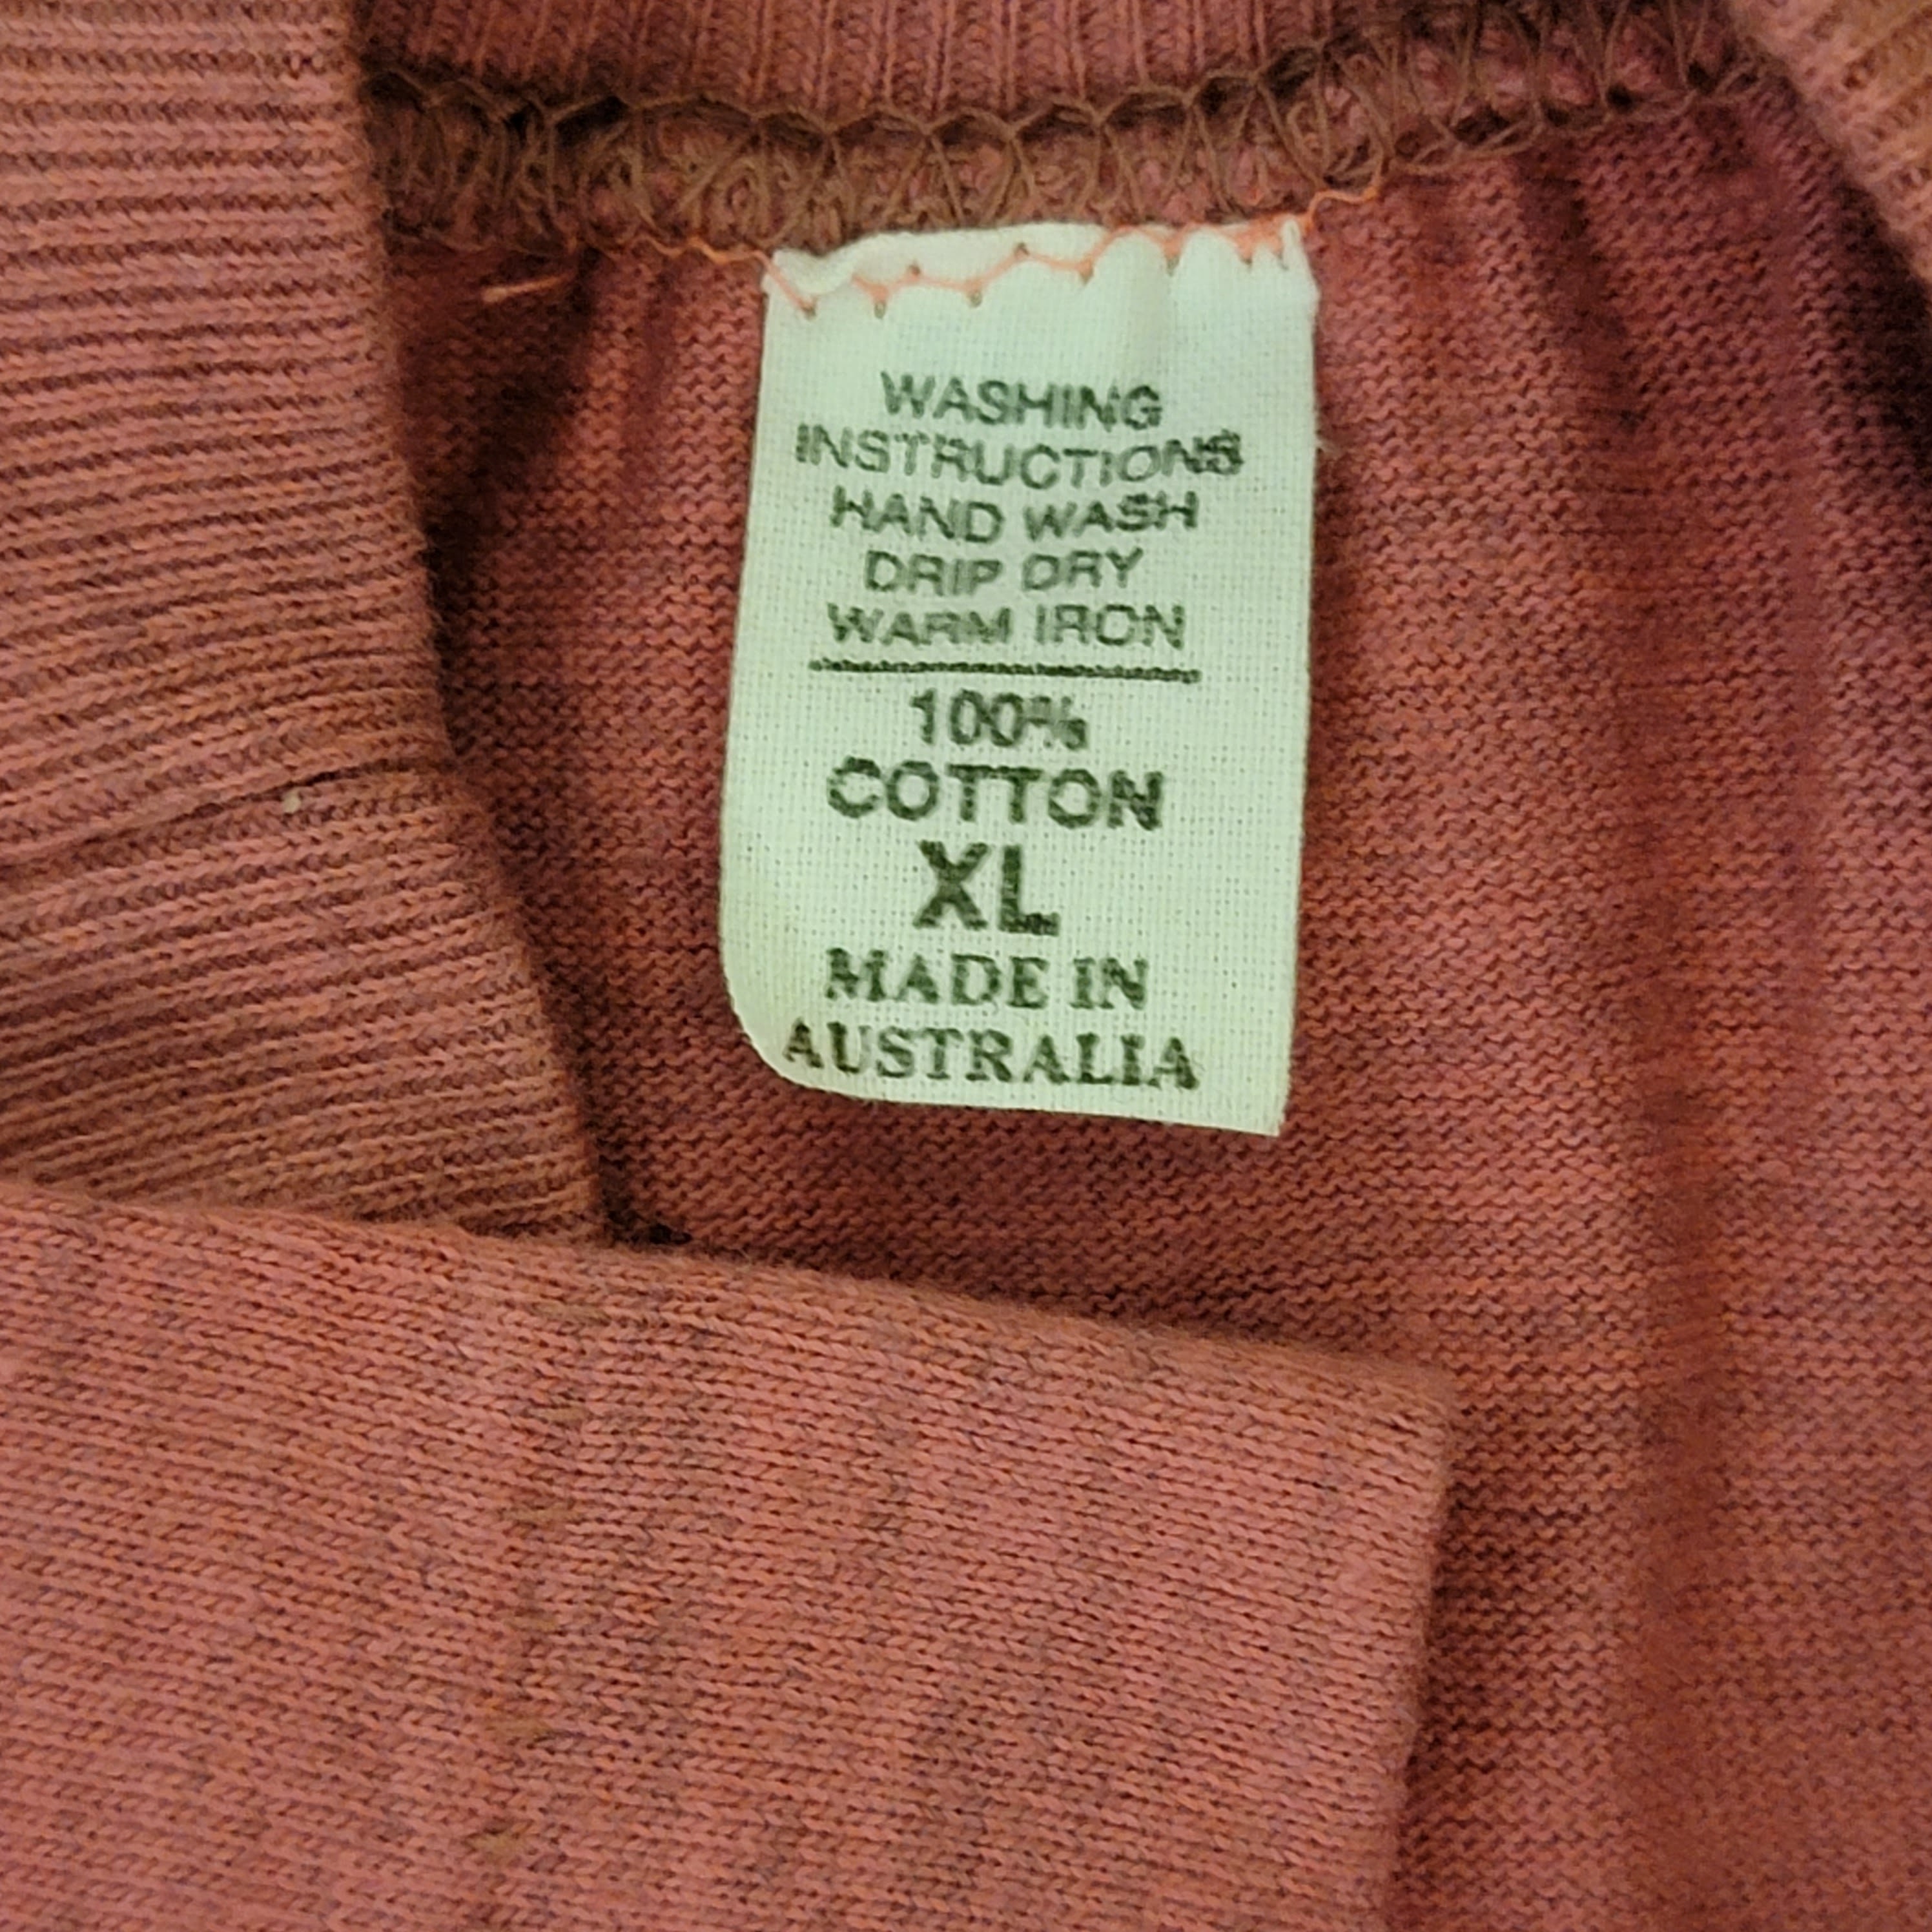 WASHING
INSTRUCTIONS
HAND WASH
DRIP DRY
WARM IRON
100%
COTTON
XL
MADE IN
AUSTRALIA